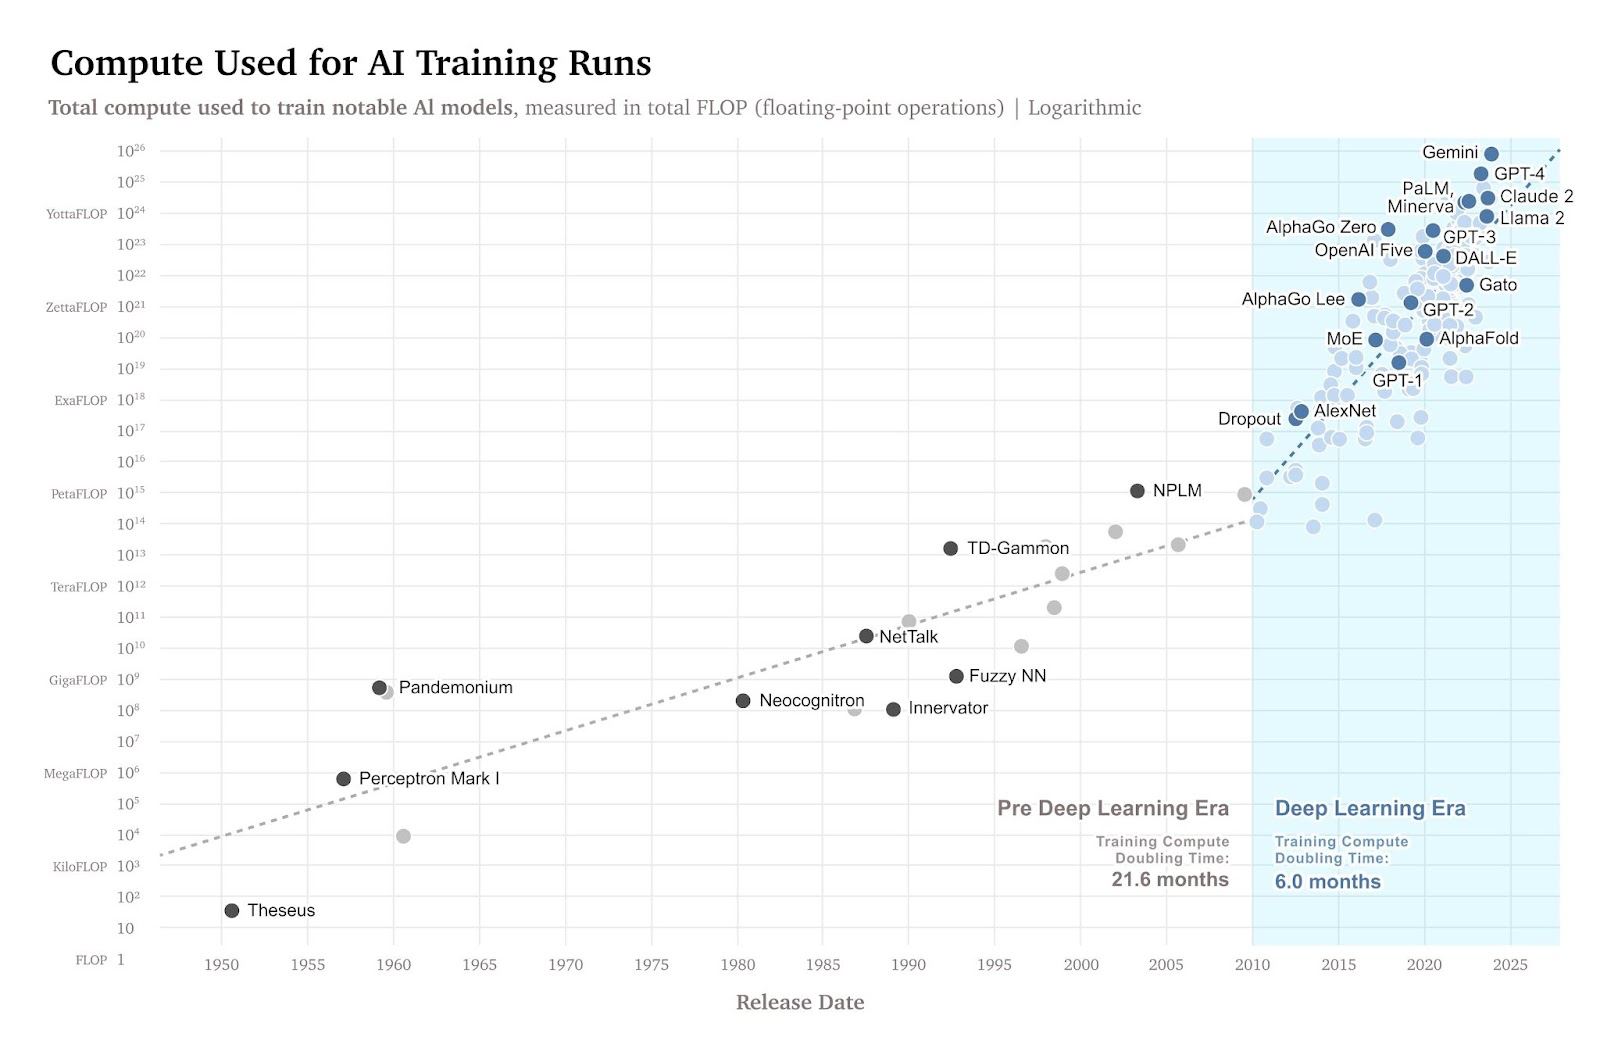 Compute Used for AI Training Runs
Total compute used to train notable AI models, measured in total FLOP (floating-point operations) | Logarithmic
10²⁶
10²⁵
YottaFLOP 10²⁴
10²³
10²²
ZettaFLOP 10²¹
10²⁰
10¹⁹
ExaFLOP 10¹⁸
10¹⁷
10¹⁶
PetaFLOP 10¹⁵
10¹⁴
10¹³
TeraFLOP 10¹²
10¹¹
10¹⁰
GigaFLOP 10⁹
10⁸
10⁷
MegaFLOP 10⁶
10⁵
10⁴
KiloFLOP 10³
10²
10
FLOP 1
Gemini
GPT-4
PaLM,
Minerva
Claude 2
Llama 2
AlphaGo Zero
GPT-3
OpenAI Five
DALL-E
Gato
AlphaGo Lee
GPT-2
MoE
AlphaFold
GPT-1
AlexNet
Dropout
NPLM
TD-Gammon
NetTalk
Fuzzy NN
Pandemonium
Neocognitron
Innervator
Perceptron Mark I
Theseus
Pre Deep Learning Era
Training Compute
Doubling Time:
21.6 months
Deep Learning Era
Training Compute
Doubling Time:
6.0 months
1950 1955 1960 1965 1970 1975 1980 1985 1990 1995 2000 2005 2010 2015 2020 2025
Release Date